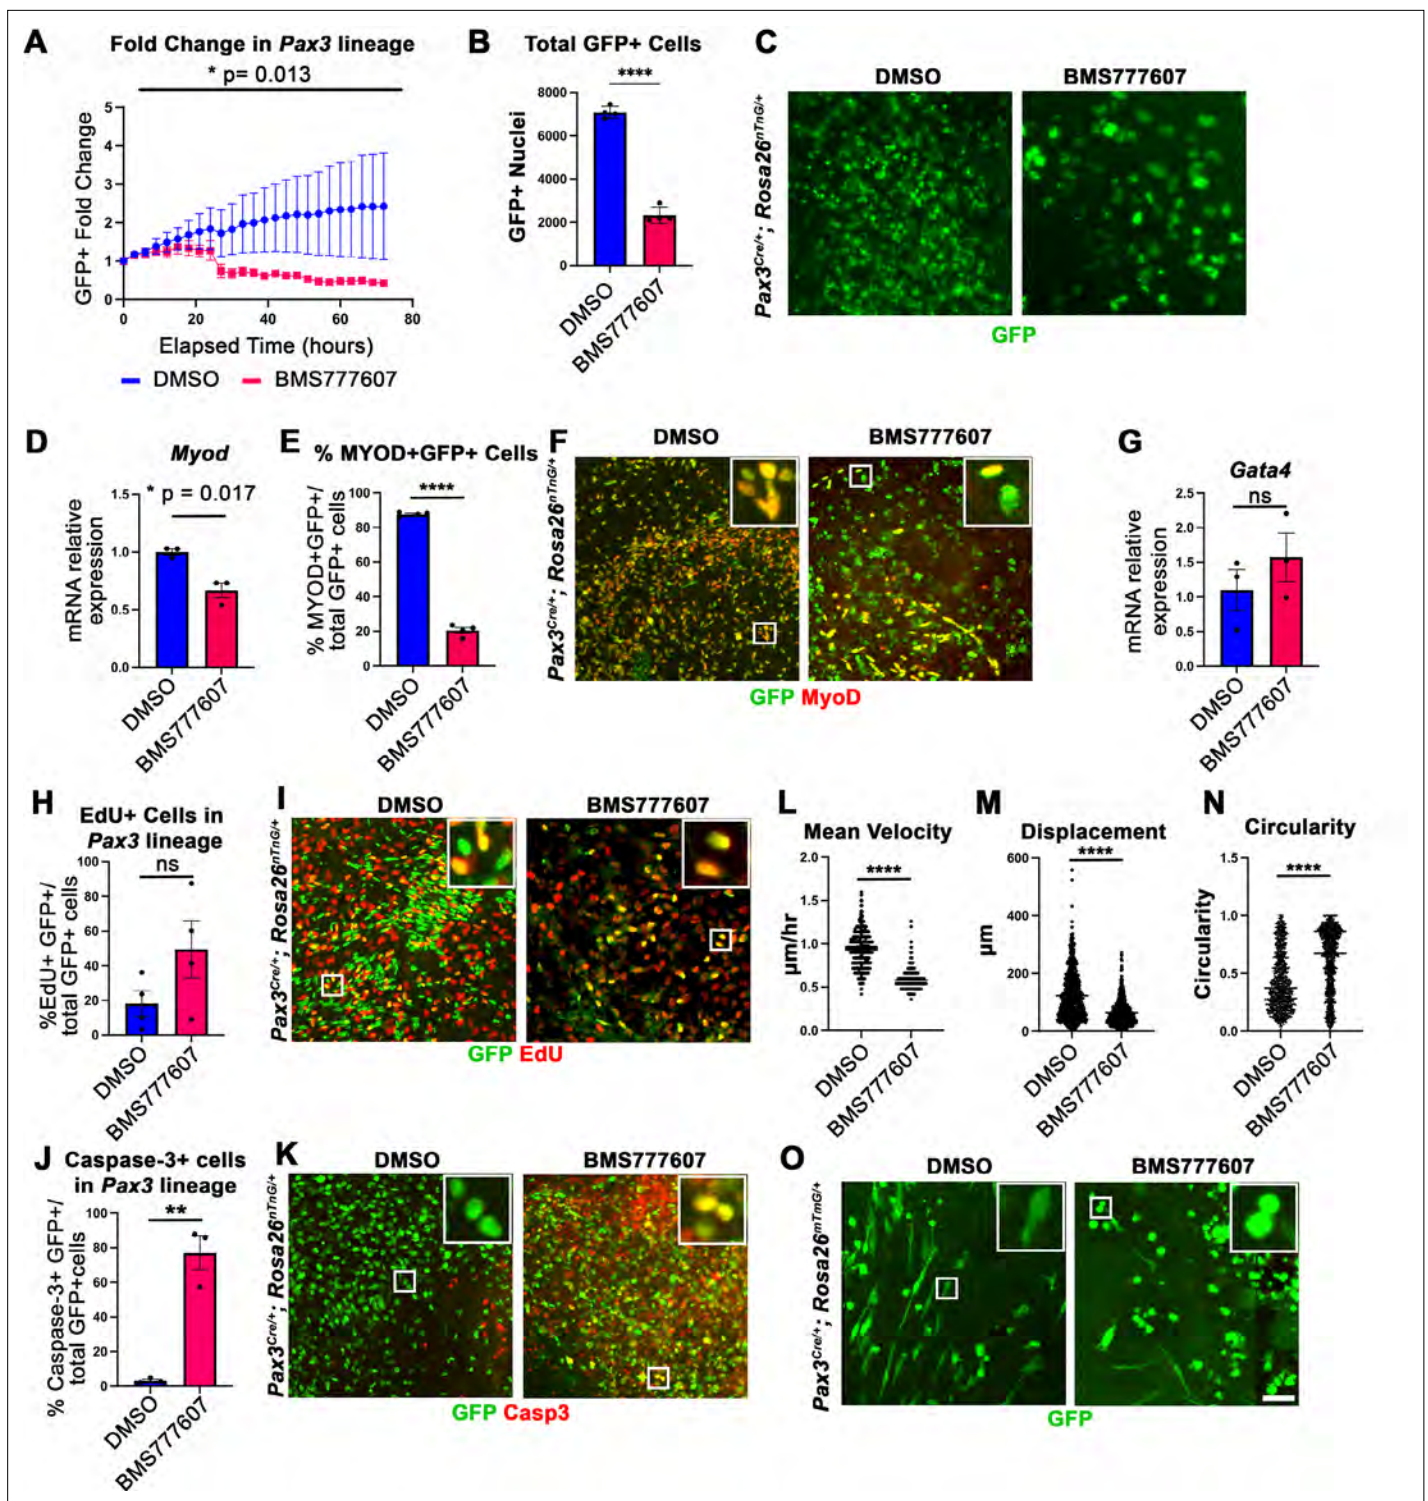 A
Fold Change in Pax3 lineage
* p= 0.013
GFP+ Fold Change
5
4
3
2
1
0
0 20 40 60 80
Elapsed Time (hours)
DMSO BMS777607
B
Total GFP+ Cells
****
GFP+ Nuclei
8000
6000
4000
2000
0
DMSO
BMS777607
C
DMSO BMS777607
Pax3Cre/+; Rosa26nTnG/+
GFP
D
Myod
* p = 0.017
mRNA relative
expression
1.5
1.0
0.5
0.0
DMSO
BMS777607
E
% MYOD+GFP+ Cells
****
% MYOD+GFP+/
total GFP+ cells
100
80
60
40
20
0
DMSO
BMS777607
F
DMSO BMS777607
Pax3Cre/+; Rosa26nTnG/+
GFP MyoD
G
Gata4
ns
mRNA relative
expression
2.5
2.0
1.5
1.0
0.5
0.0
DMSO
BMS777607
H
EdU+ Cells in
Pax3 lineage
ns
%EdU+ GFP+/
total GFP+ cells
100
80
60
40
20
0
DMSO
BMS777607
I
DMSO BMS777607
Pax3Cre/+; Rosa26nTnG/+
GFP EdU
L
Mean Velocity
****
µm/hr
2.0
1.5
1.0
0.5
0.0
DMSO
BMS777607
M
Displacement
****
µm
600
400
200
0
DMSO
BMS777607
N
Circularity
****
Circularity
1.5
1.0
0.5
0.0
DMSO
BMS777607
J
Caspase-3+ cells
in Pax3 lineage
**
% Caspase-3+ GFP+/
total GFP+cells
100
80
60
40
20
0
DMSO
BMS777607
K
DMSO BMS777607
Pax3Cre/+; Rosa26nTnG/+
GFP Casp3
O
DMSO BMS777607
Pax3Cre/+; Rosa26mTmG/+
GFP